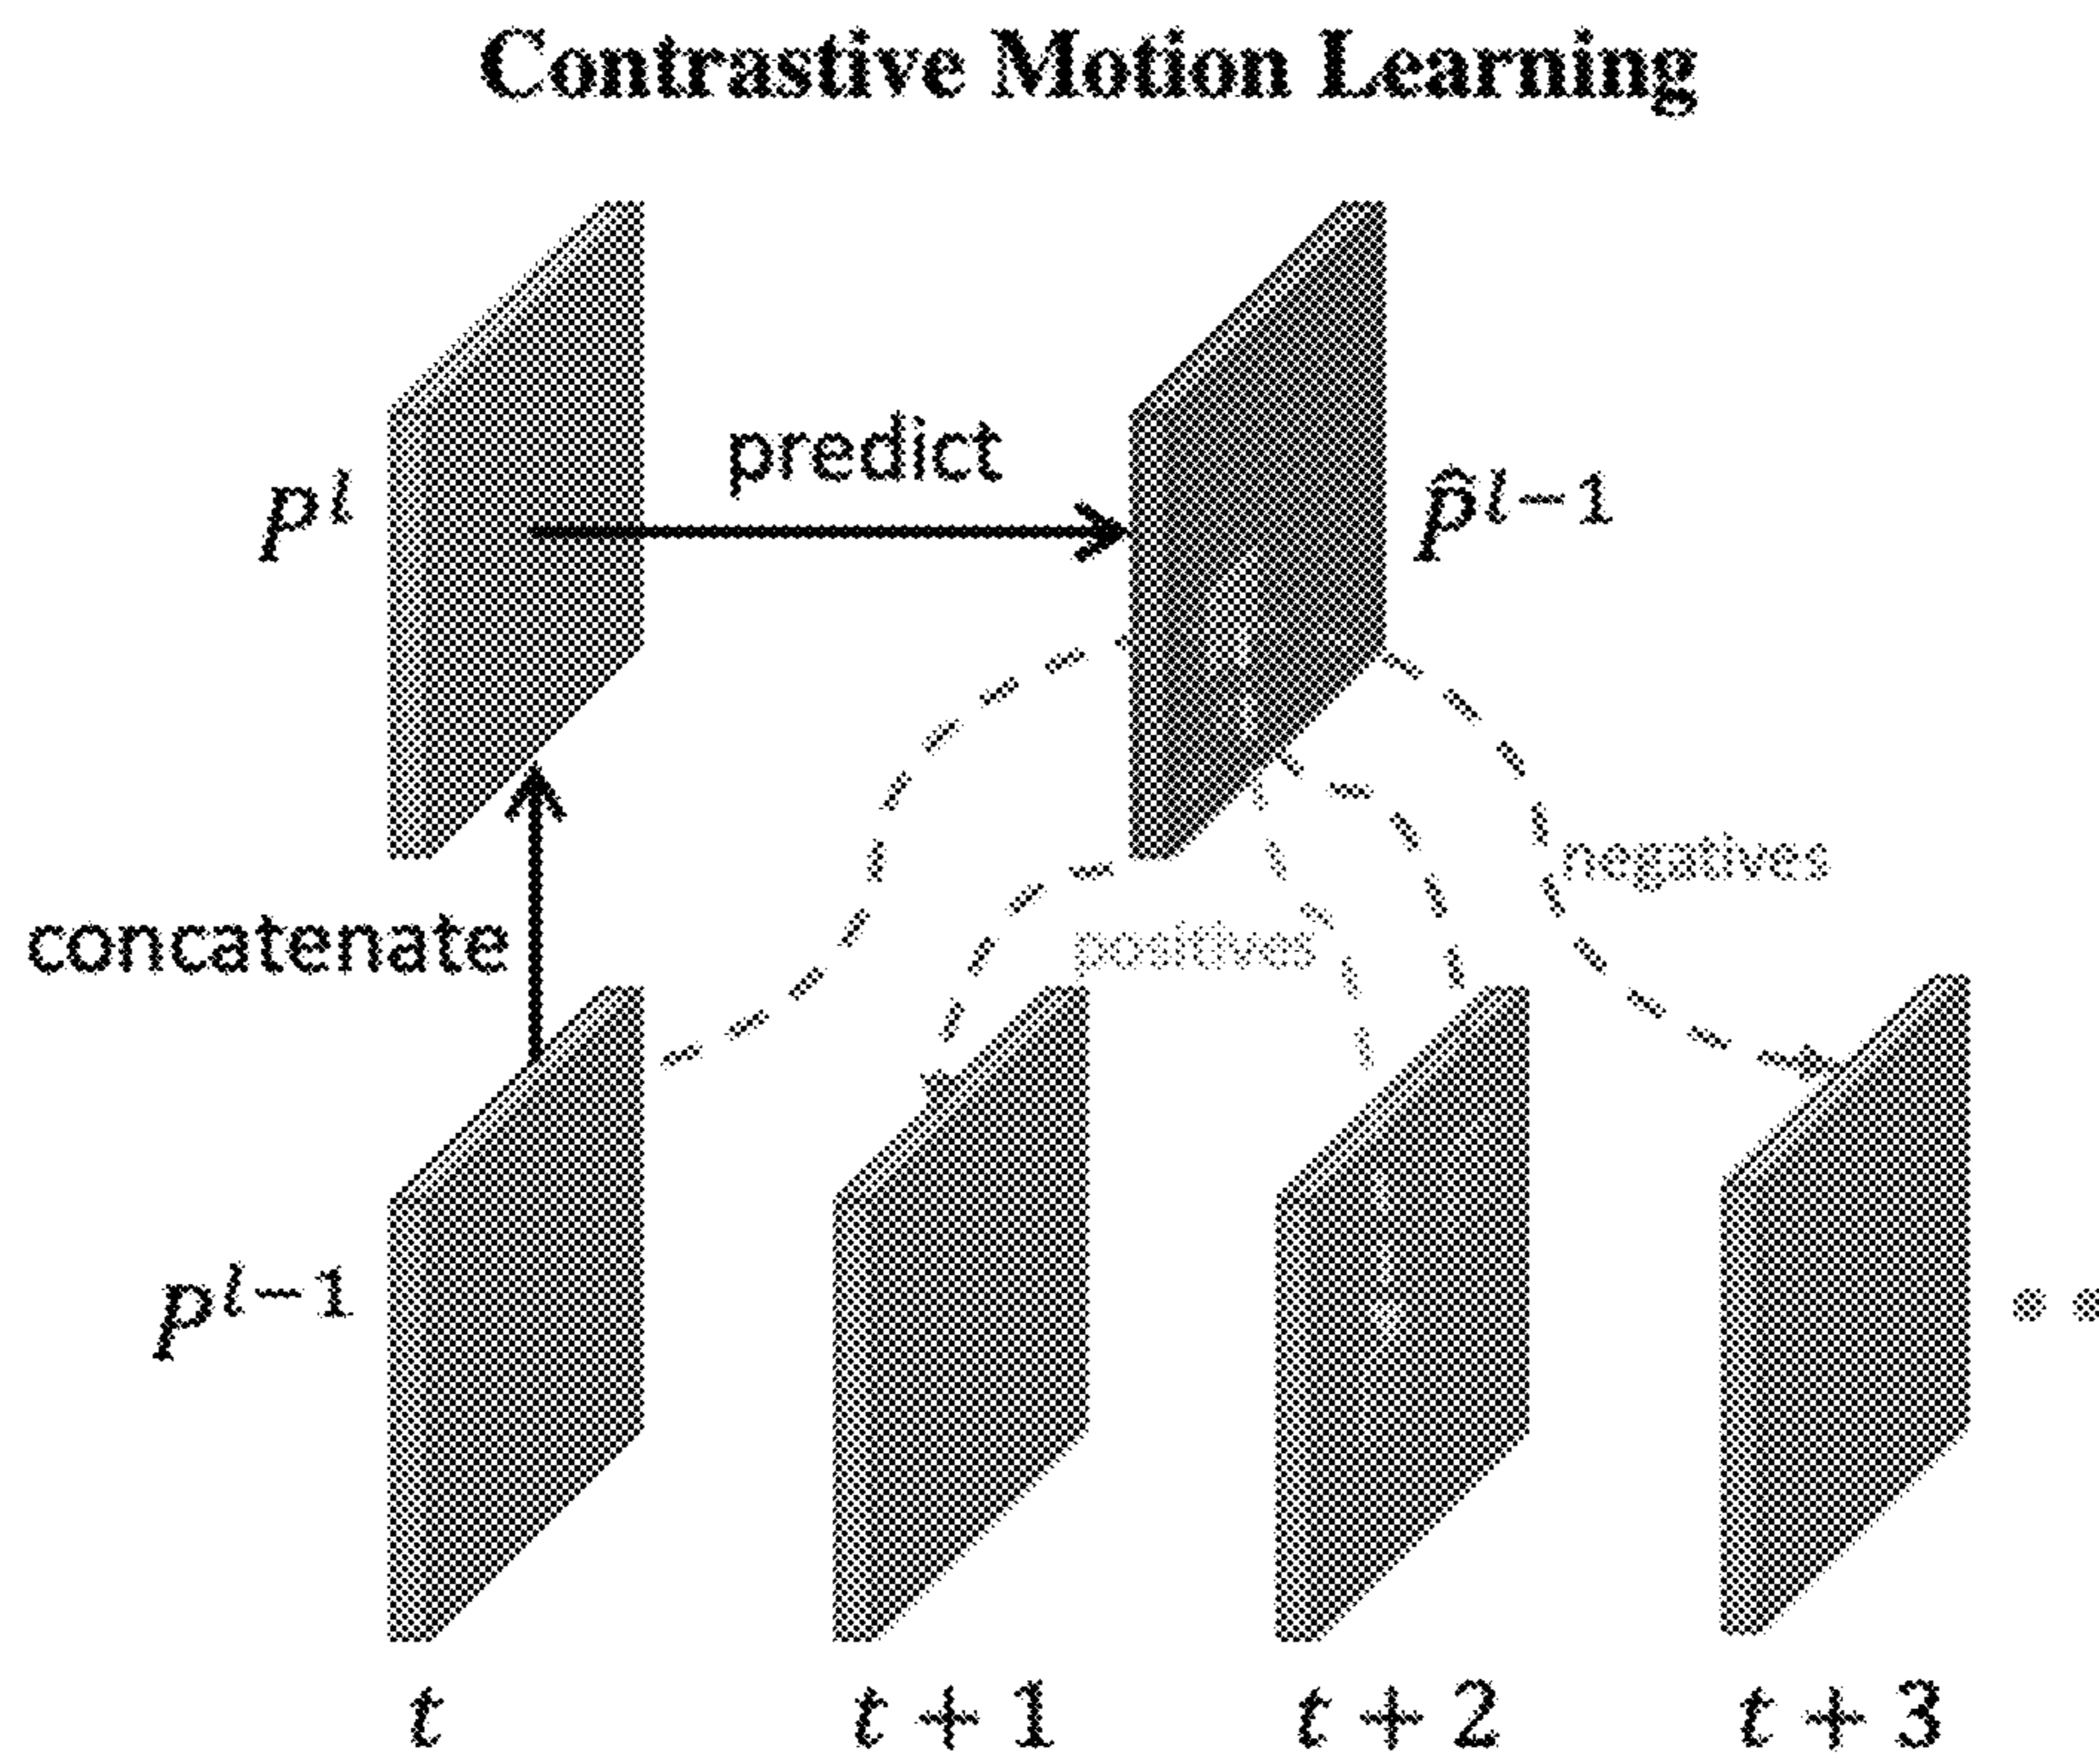 Contrastive Motion Learning
predict
p^l
p̂^{l-1}
negatives
concatenate
positives
p^{l-1}
t
t + 1
t + 2
t + 3